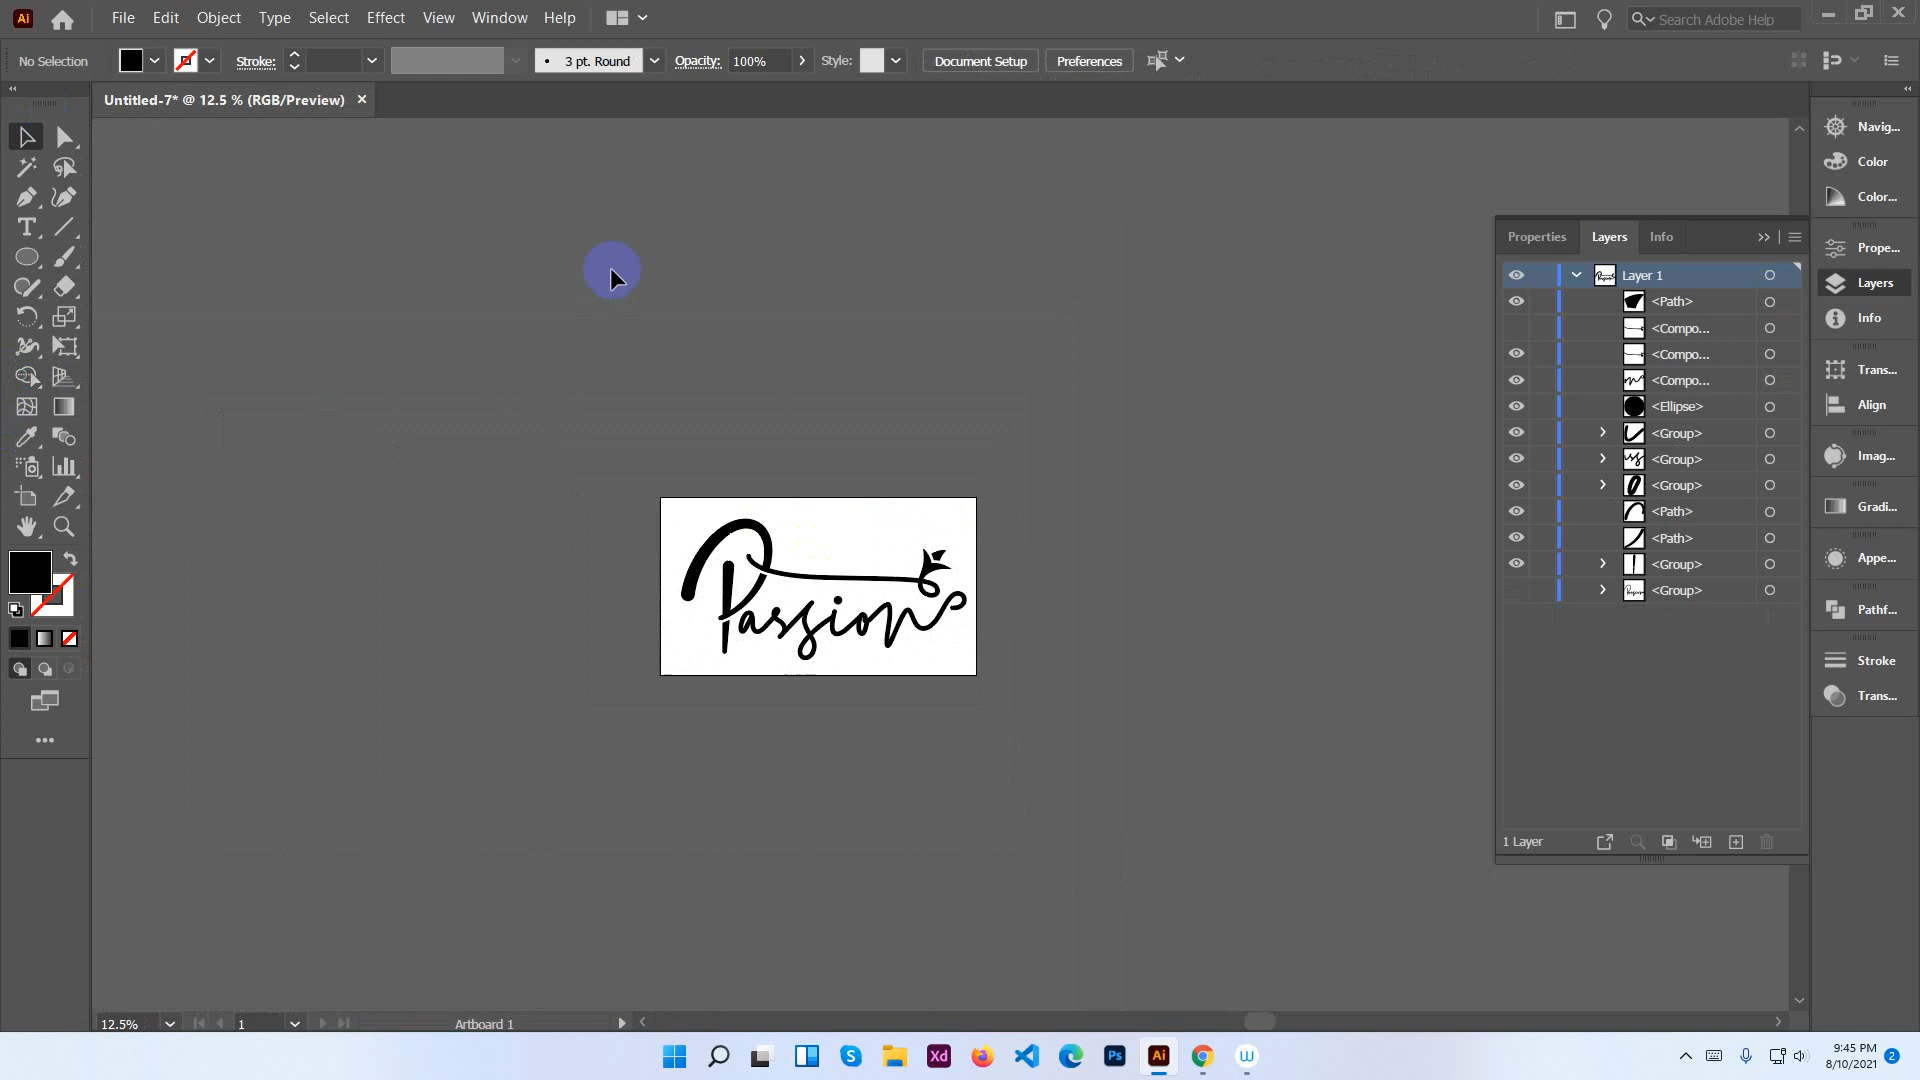 Ai File Edit Object Type Select Effect View Window Help Search Adobe Help
No Selection Stroke: 3 pt. Round Opacity: 100% Style: Document Setup Preferences
Untitled-7* @ 12.5 % (RGB/Preview)
Navig...
Color
Color...
Prope...
Layers
Info
Trans...
Align
Imag...
Gradi...
Appe...
Pathf...
Stroke
Trans...
Properties Layers Info
Layer 1
<Path>
<Compo...
<Compo...
<Compo...
<Ellipse>
<Group>
<Group>
<Group>
<Path>
<Path>
<Group>
<Group>
1 Layer
Passion
12.5% 1 Artboard 1
Xd Ps Ai
9:45 PM
8/10/2021
2